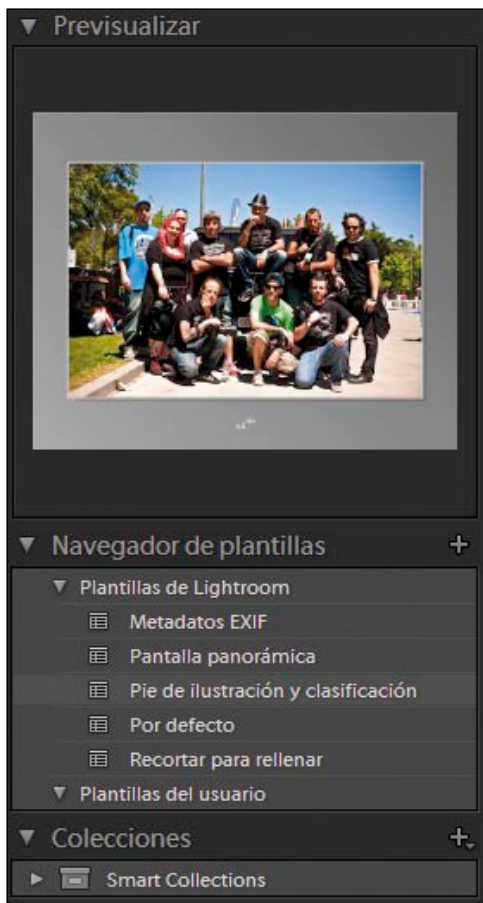 Previsualizar
Navegador de plantillas
Plantillas de Lightroom
Metadatos EXIF
Pantalla panorámica
Pie de ilustración y clasificación
Por defecto
Recortar para rellenar
Plantillas del usuario
Colecciones
Smart Collections